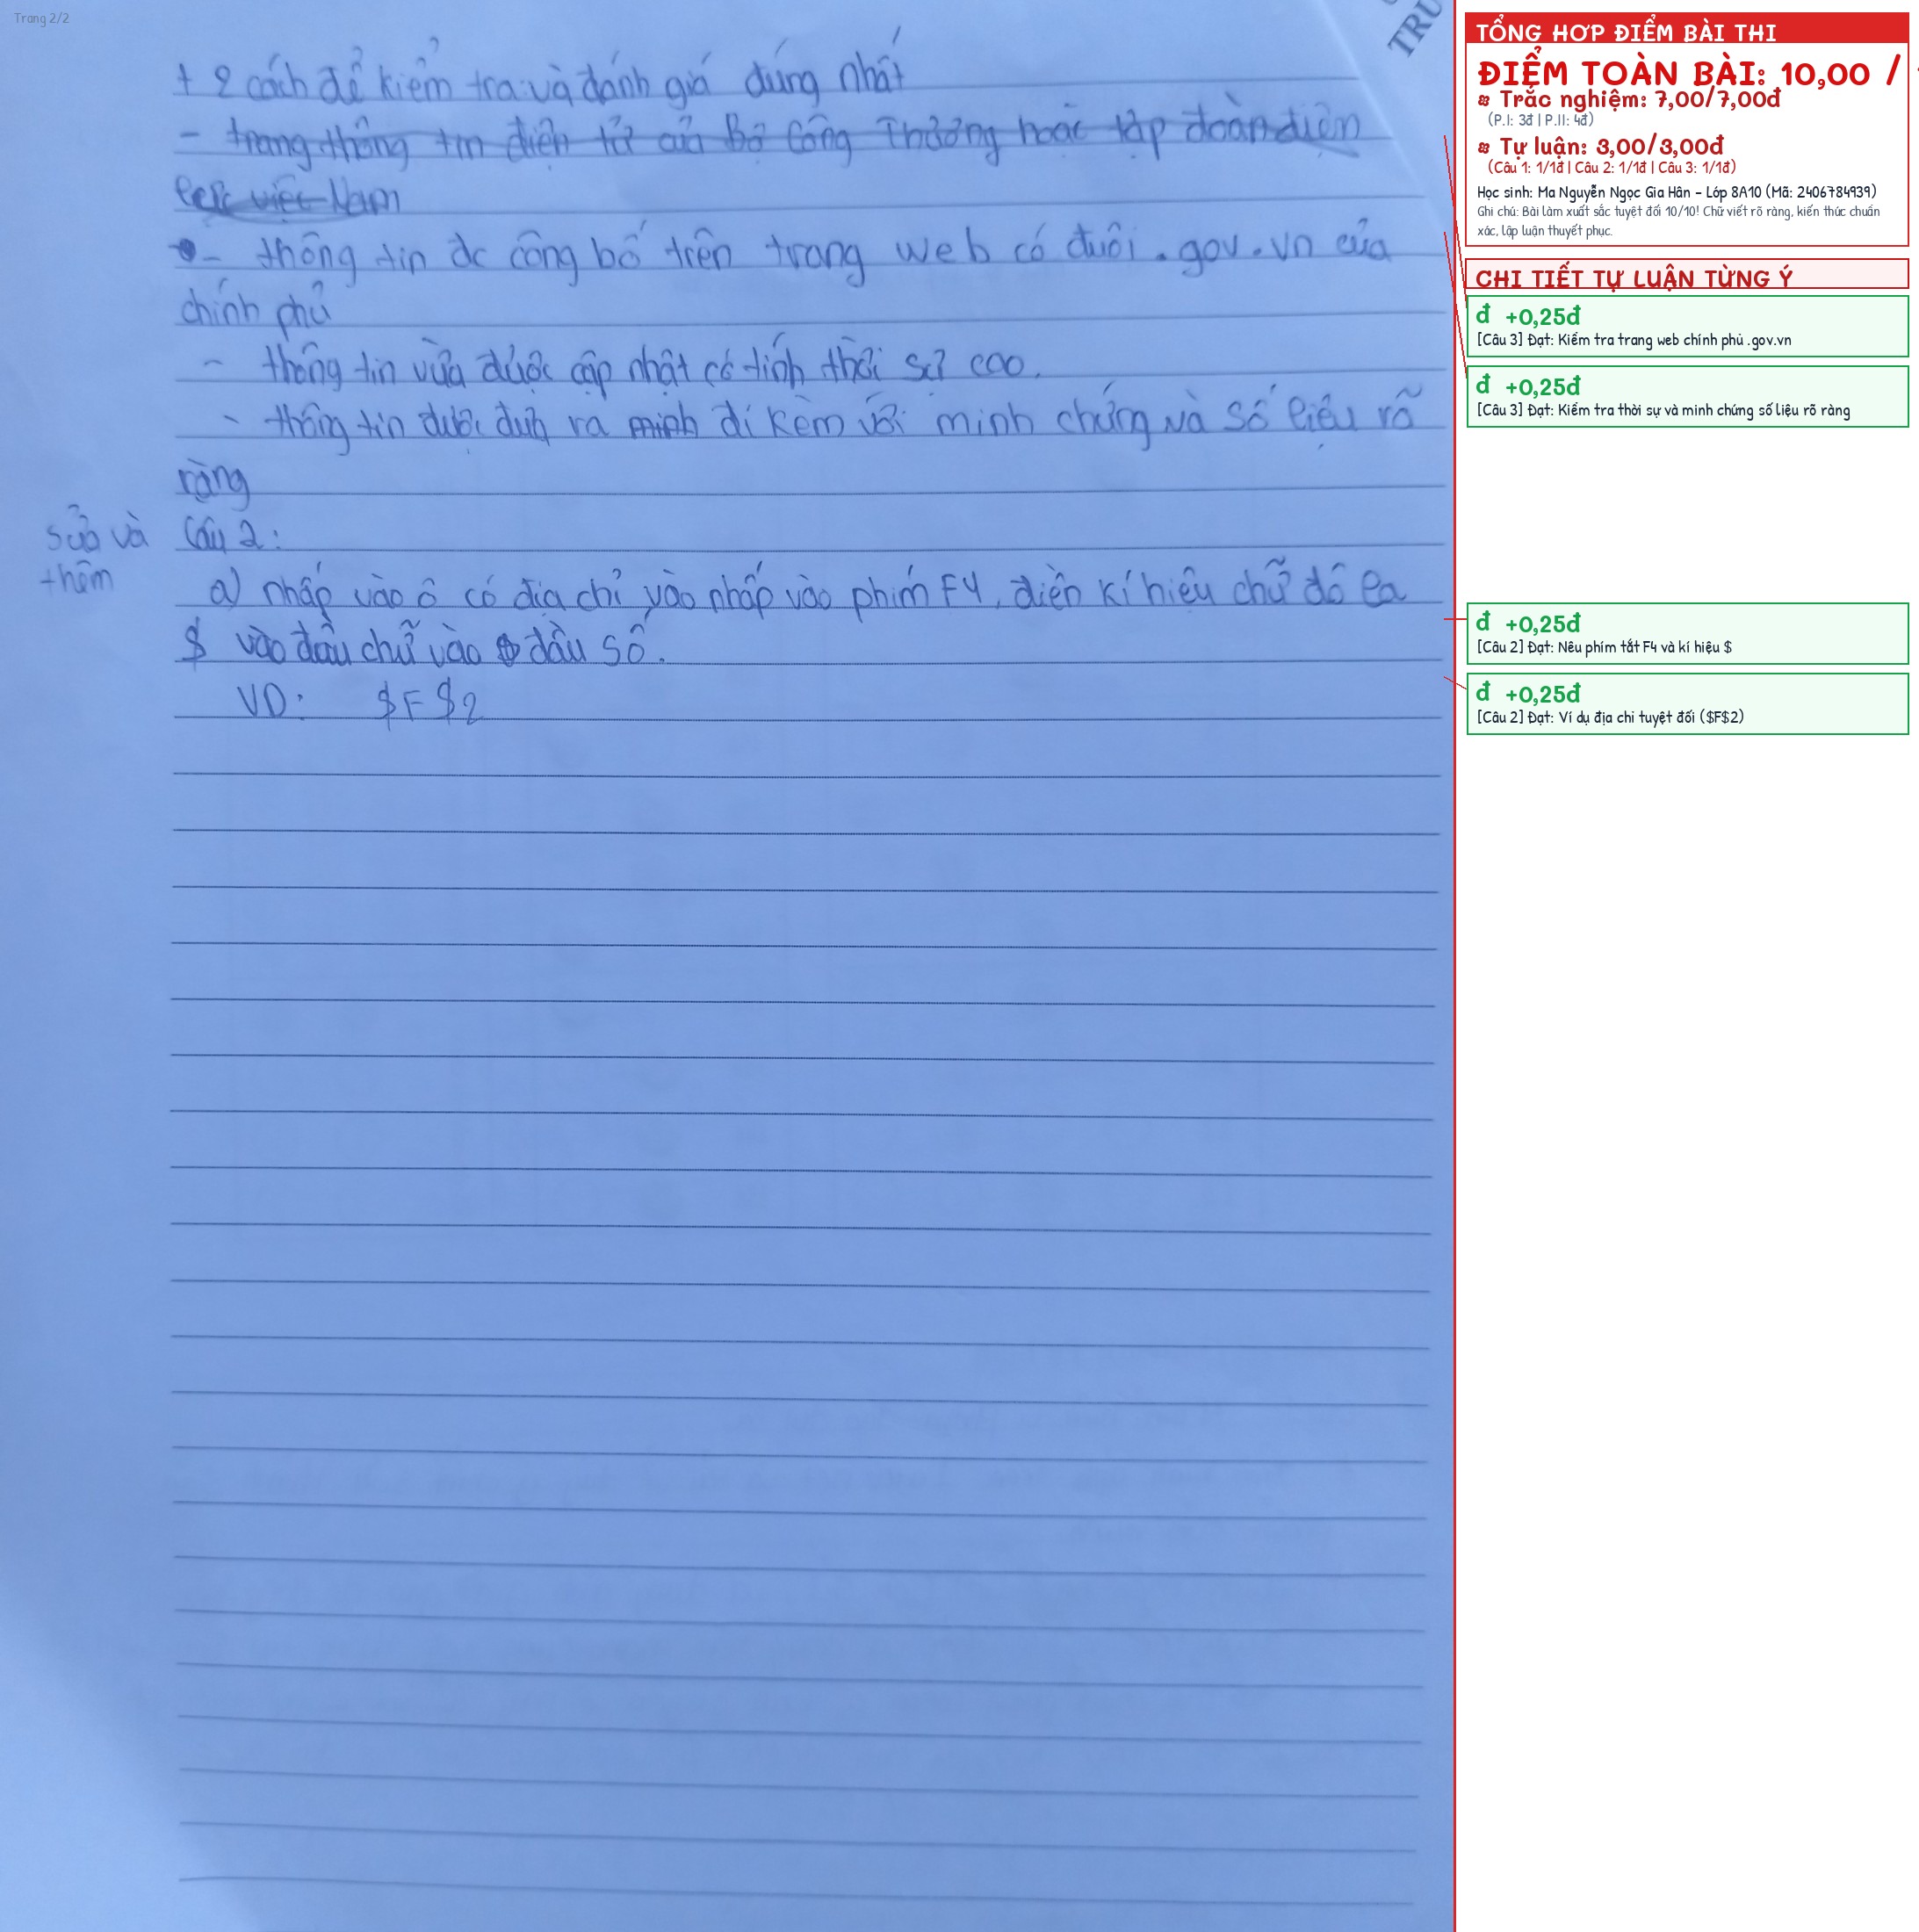 Trang 2/2
TRƯ
+ 2 cách để kiểm tra và đánh giá đúng nhất
- trang thông tin điện tử của Bộ Công Thương hoặc tập đoàn điện
lực việt Nam
- thông tin đc công bố trên trang web có đuôi .gov.vn của
chính phủ
- thông tin vừa được cập nhật có tính thời sự cao.
- thông tin được đưa ra minh đi kèm với minh chứng và số liệu rõ
ràng
sửa và
thêm
Câu 2:
a) nhấp vào ô có địa chỉ vào nhấp vào phím F4, điền kí hiệu chữ đô la
$ vào đầu chữ vào đầu số.
VD: $F$2
TỔNG HỢP ĐIỂM BÀI THI
ĐIỂM TOÀN BÀI: 10,00 /
Trắc nghiệm: 7,00/7,00đ
(P.I: 3đ | P.II: 4đ)
Tự luận: 3,00/3,00đ
(Câu 1: 1/1đ | Câu 2: 1/1đ | Câu 3: 1/1đ)
Học sinh: Ma Nguyễn Ngọc Gia Hân - Lớp 8A10 (Mã: 2406784939)
Ghi chú: Bài làm xuất sắc tuyệt đối 10/10! Chữ viết rõ ràng, kiến thức chuẩn
xác, lập luận thuyết phục.
CHI TIẾT TỰ LUẬN TỪNG Ý
đ +0,25đ
[Câu 3] Đạt: Kiểm tra trang web chính phủ .gov.vn
đ +0,25đ
[Câu 3] Đạt: Kiểm tra thời sự và minh chứng số liệu rõ ràng
đ +0,25đ
[Câu 2] Đạt: Nêu phím tắt F4 và kí hiệu $
đ +0,25đ
[Câu 2] Đạt: Ví dụ địa chỉ tuyệt đối ($F$2)